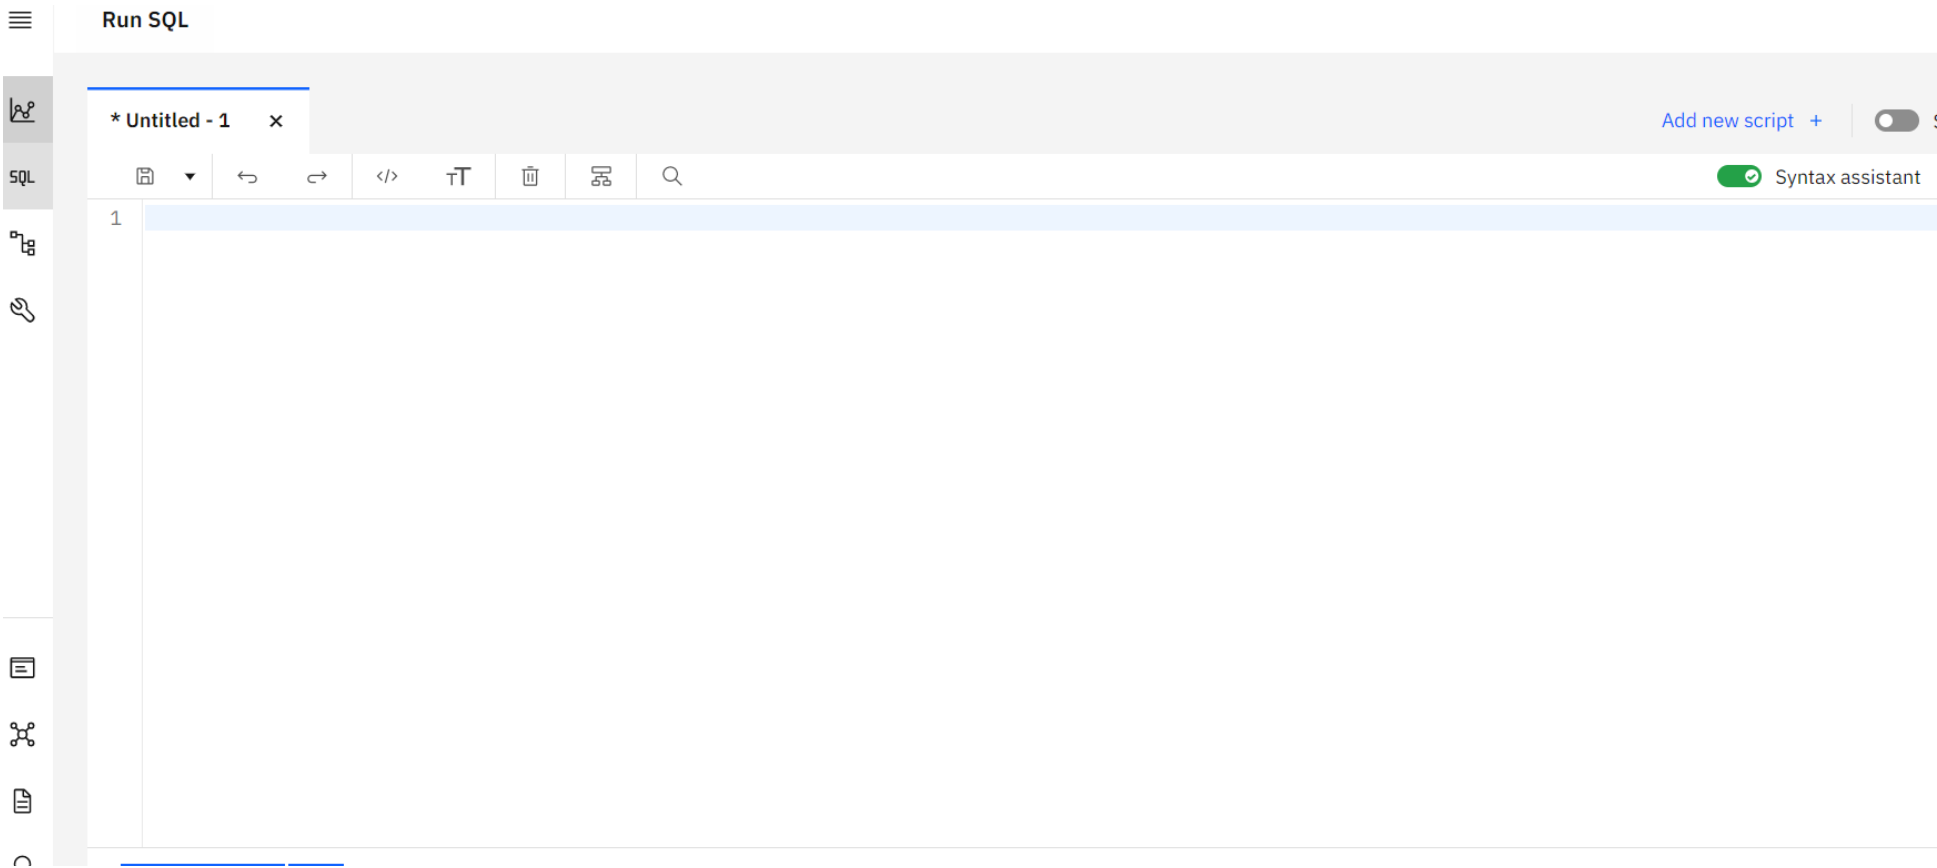 Run SQL
* Untitled - 1
Add new script +
SQL
Syntax assistant
1